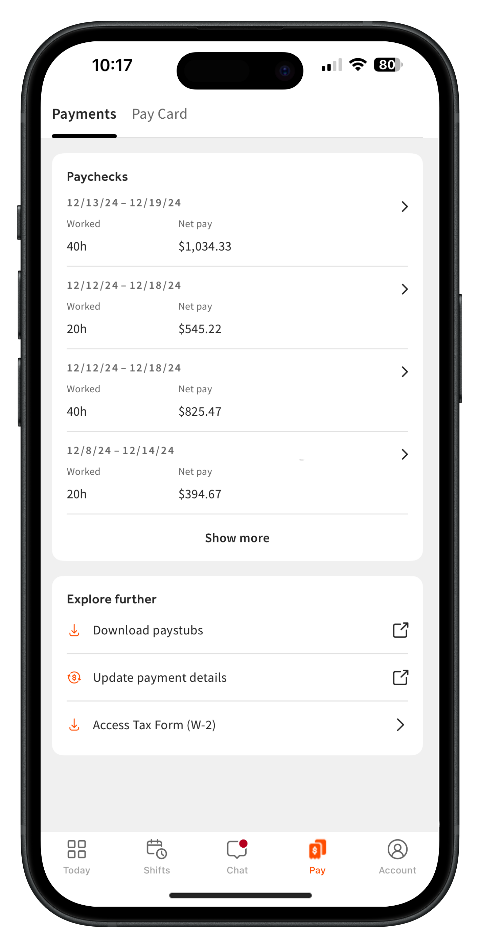 10:17
80
Payments Pay Card
Paychecks
12/13/24 – 12/19/24
Worked Net pay
40h $1,034.33
12/12/24 – 12/18/24
Worked Net pay
20h $545.22
12/12/24 – 12/18/24
Worked Net pay
40h $825.47
12/8/24 – 12/14/24
Worked Net pay
20h $394.67
Show more
Explore further
Download paystubs
Update payment details
Access Tax Form (W-2)
Today Shifts Chat Pay Account